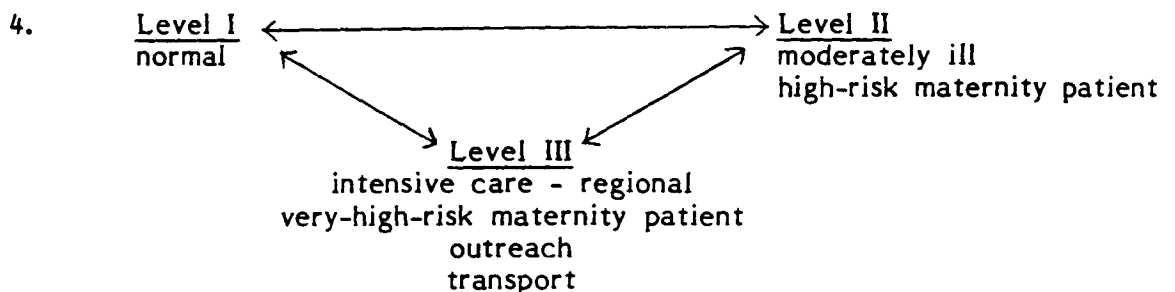 4. Level I Level II
normal moderately ill
high-risk maternity patient
Level III
intensive care - regional
very-high-risk maternity patient
outreach
transport